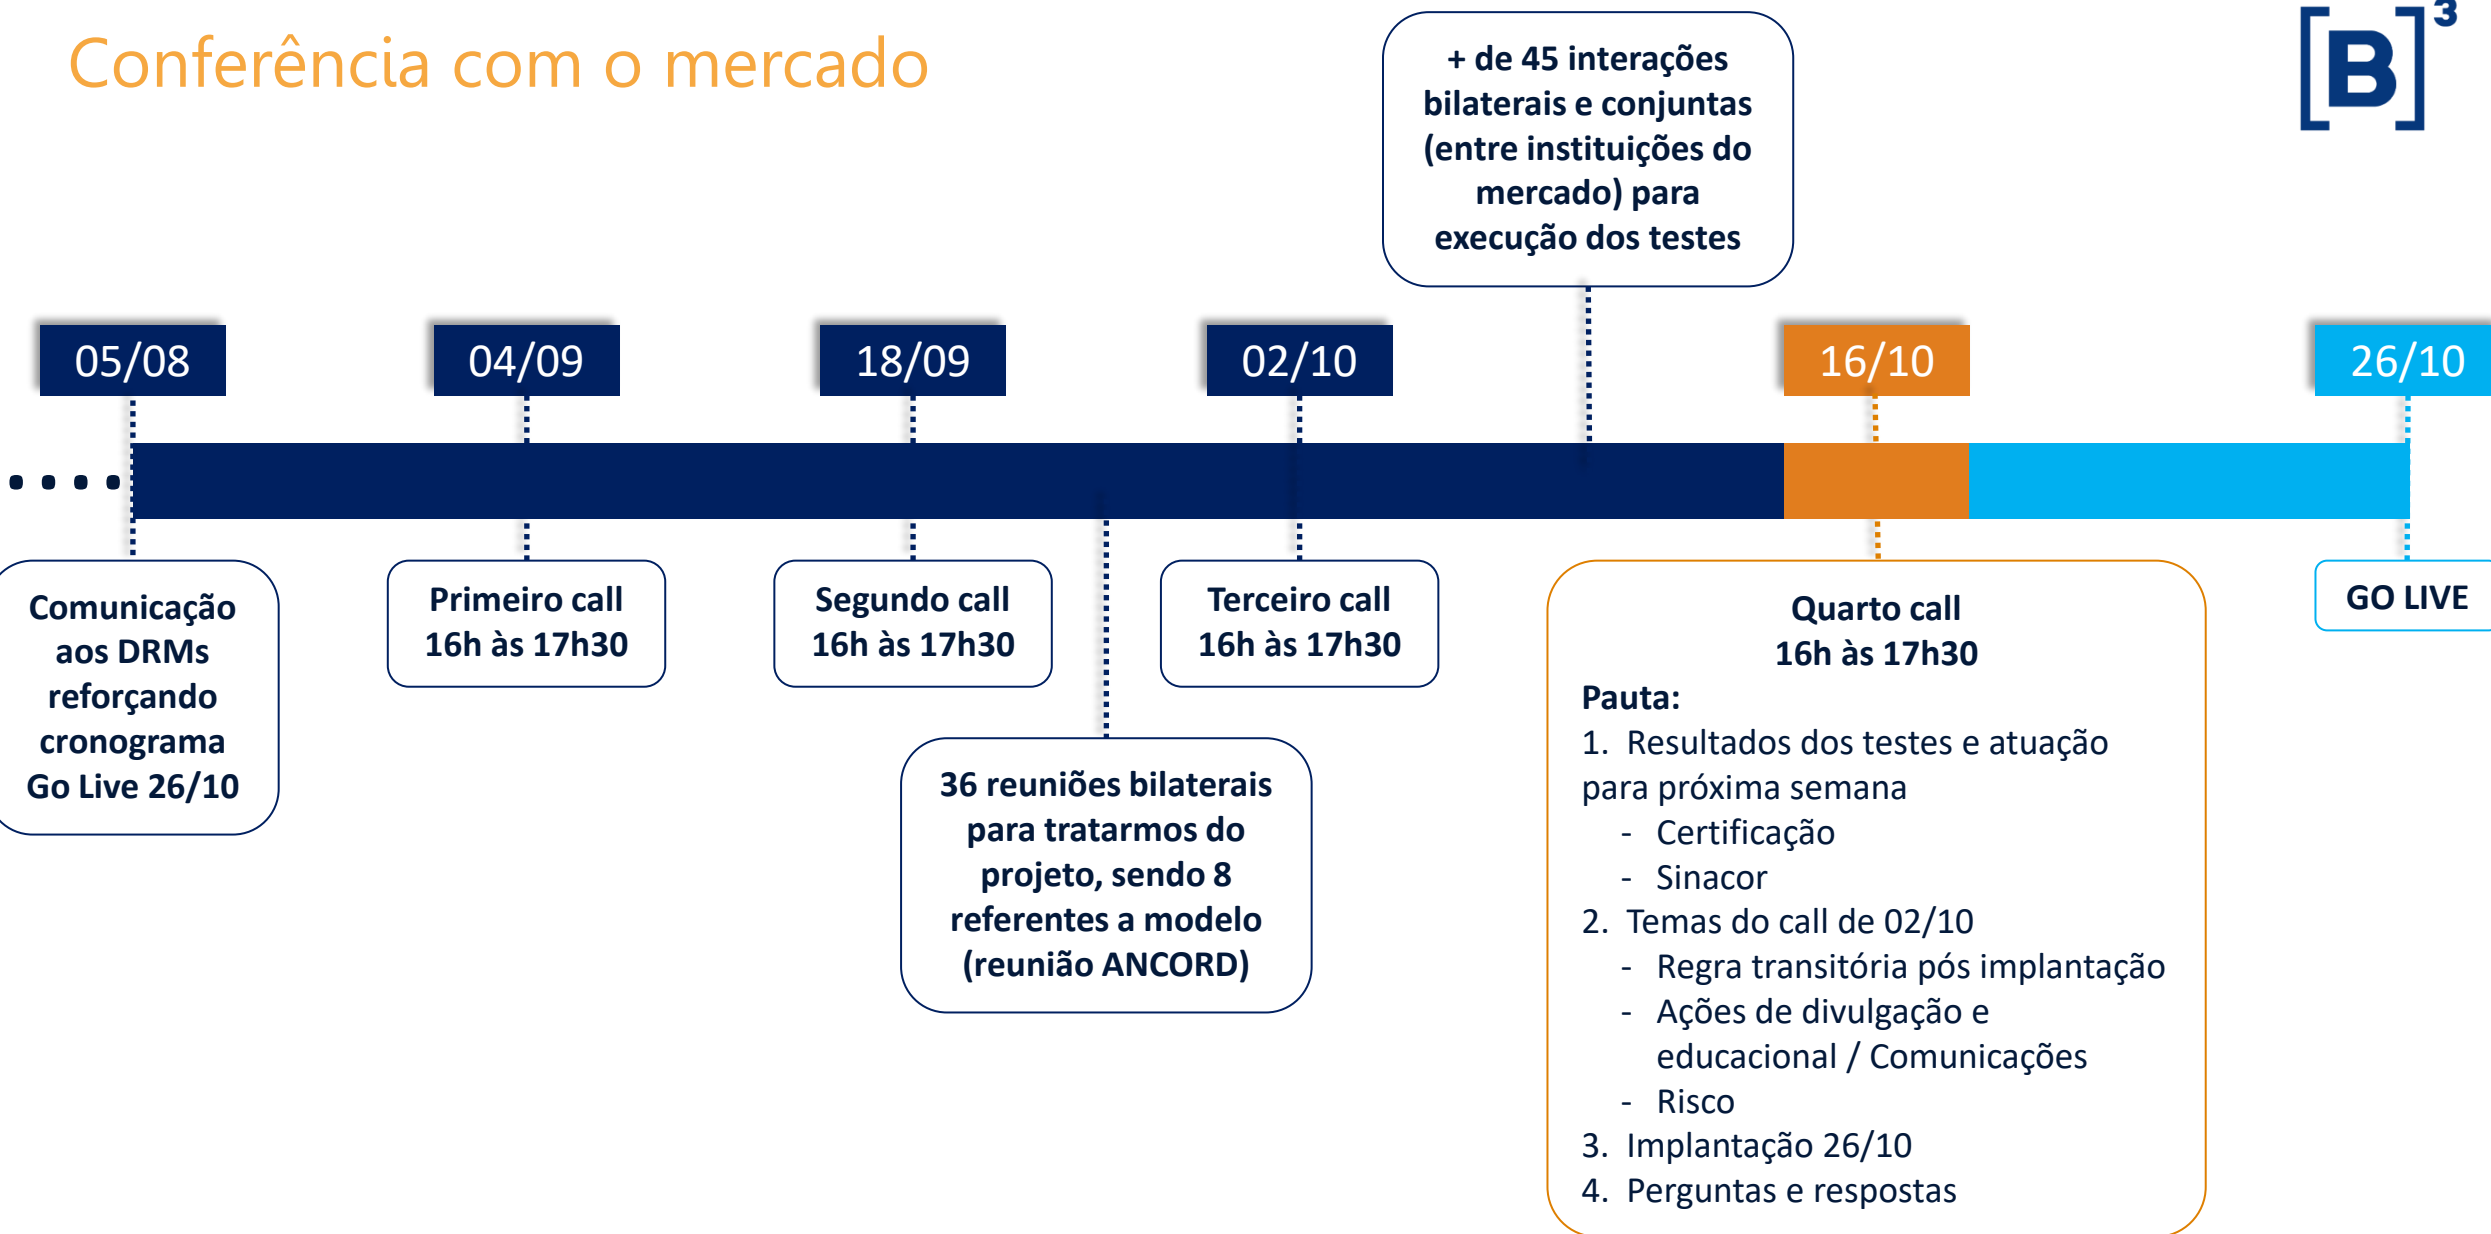 Conferência com o mercado
[B]³
+ de 45 interações
bilaterais e conjuntas
(entre instituições do
mercado) para
execução dos testes
05/08
04/09
18/09
02/10
16/10
26/10
Comunicação
aos DRMs
reforçando
cronograma
Go Live 26/10
Primeiro call
16h às 17h30
Segundo call
16h às 17h30
Terceiro call
16h às 17h30
36 reuniões bilaterais
para tratarmos do
projeto, sendo 8
referentes a modelo
(reunião ANCORD)
Quarto call
16h às 17h30
Pauta:
1. Resultados dos testes e atuação
para próxima semana
- Certificação
- Sinacor
2. Temas do call de 02/10
- Regra transitória pós implantação
- Ações de divulgação e
educacional / Comunicações
- Risco
3. Implantação 26/10
4. Perguntas e respostas
GO LIVE